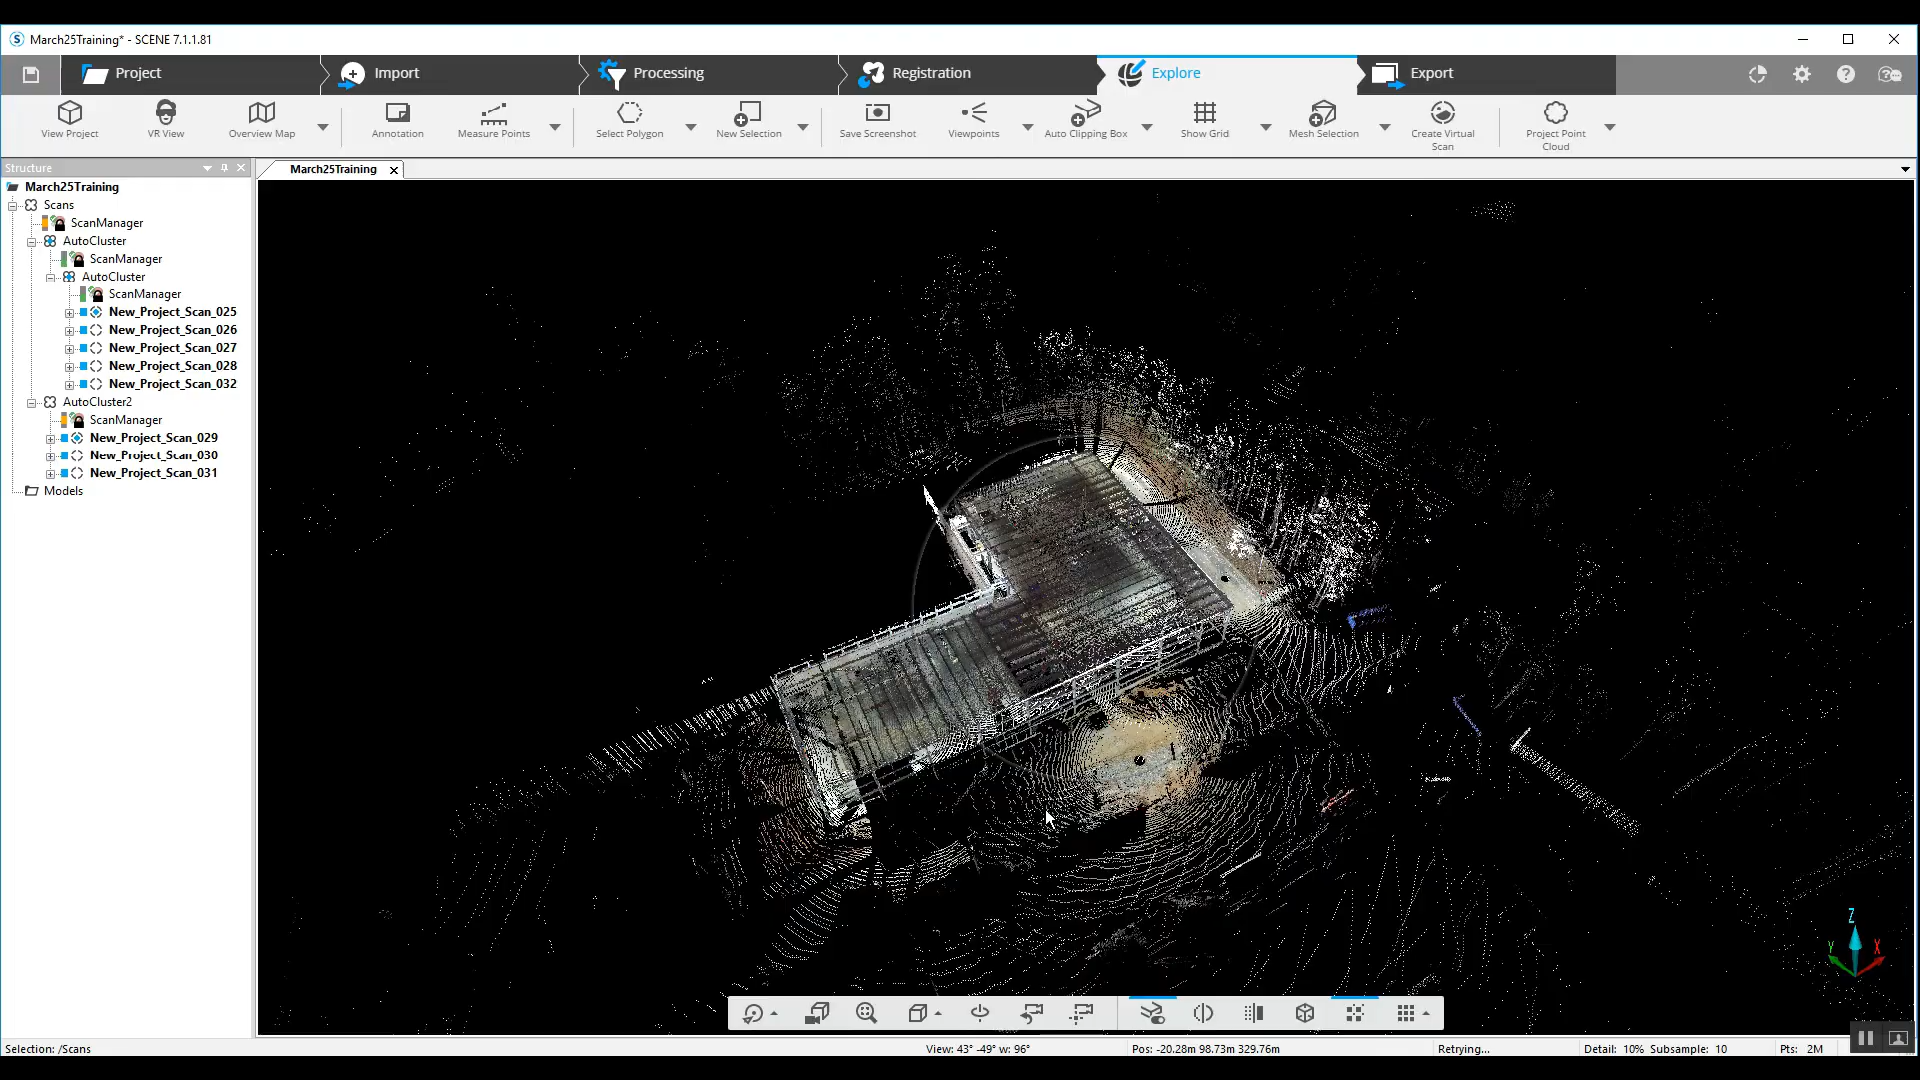 March25Training* - SCENE 7.1.1.81
Project
Import
Processing
Registration
Explore
Export
View Project
VR View
Overview Map
Annotation
Measure Points
Select Polygon
New Selection
Save Screenshot
Viewpoints
Auto Clipping Box
Show Grid
Mesh Selection
Create Virtual
Scan
Project Point
Cloud
Structure
March25Training
March25Training
Scans
ScanManager
AutoCluster
ScanManager
AutoCluster
ScanManager
New_Project_Scan_025
New_Project_Scan_026
New_Project_Scan_027
New_Project_Scan_028
New_Project_Scan_032
AutoCluster2
ScanManager
New_Project_Scan_029
New_Project_Scan_030
New_Project_Scan_031
Models
Z
Y
X
Selection: /Scans
View: 43° -49° w: 96°
Pos: -20.28m 98.73m 329.76m
Retrying...
Detail: 10% Subsample: 10
Pts: 2M